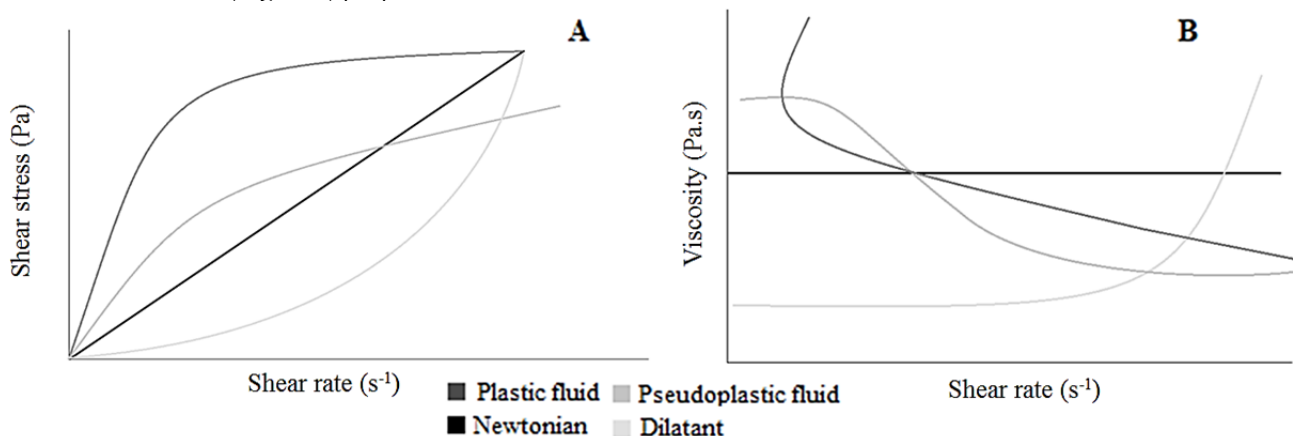 A
B
Shear stress (Pa)
Viscosity (Pa.s)
Shear rate (s-1)
Shear rate (s-1)
Plastic fluid Pseudoplastic fluid
Newtonian Dilatant